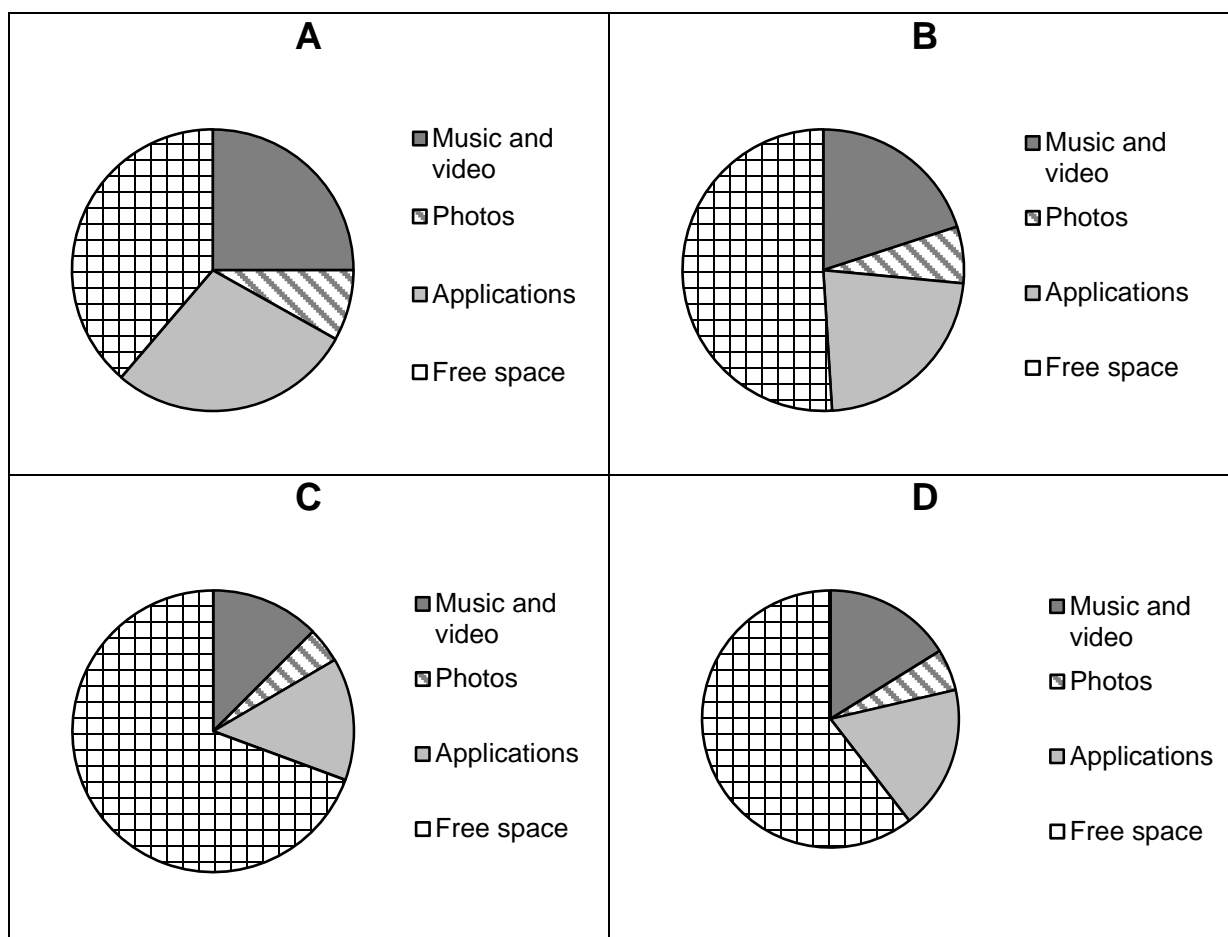 A
Music and
video
Photos
Applications
Free space
B
Music and
video
Photos
Applications
Free space
C
Music and
video
Photos
Applications
Free space
D
Music and
video
Photos
Applications
Free space